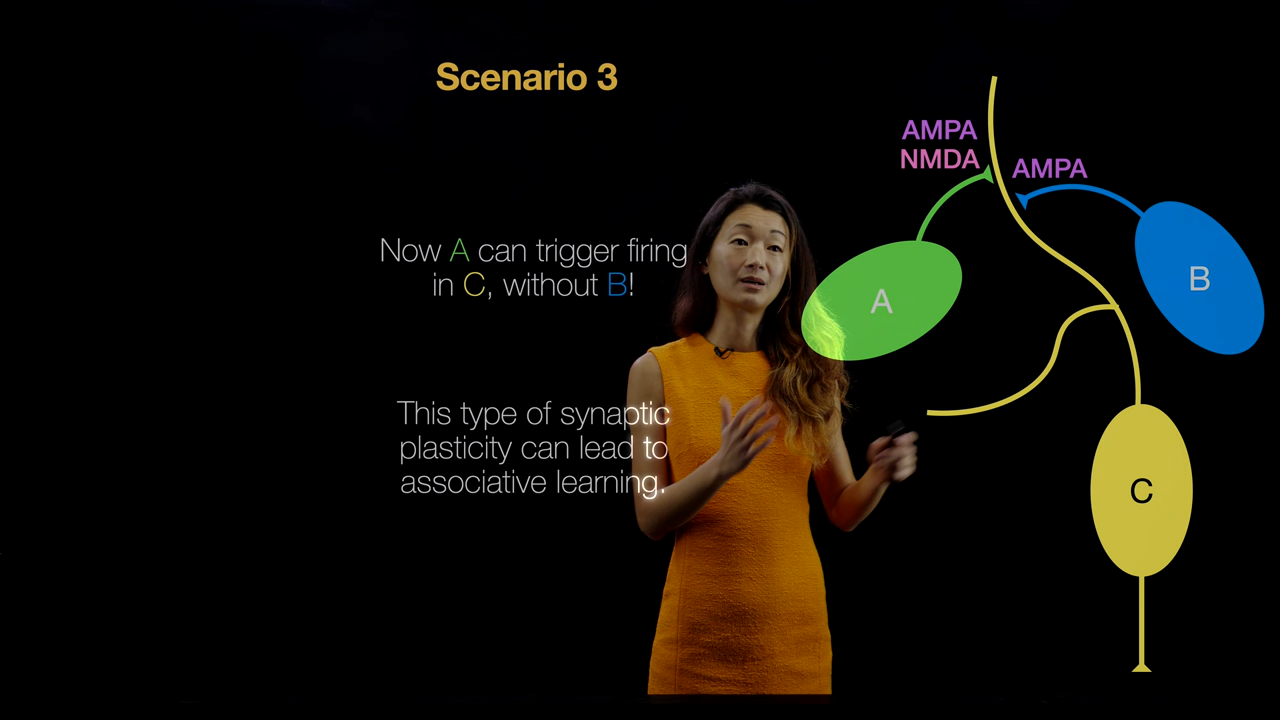 Scenario 3
AMPA
NMDA
AMPA
Now A can trigger firing
in C, without B!
A
B
This type of synaptic
plasticity can lead to
associative learning.
C